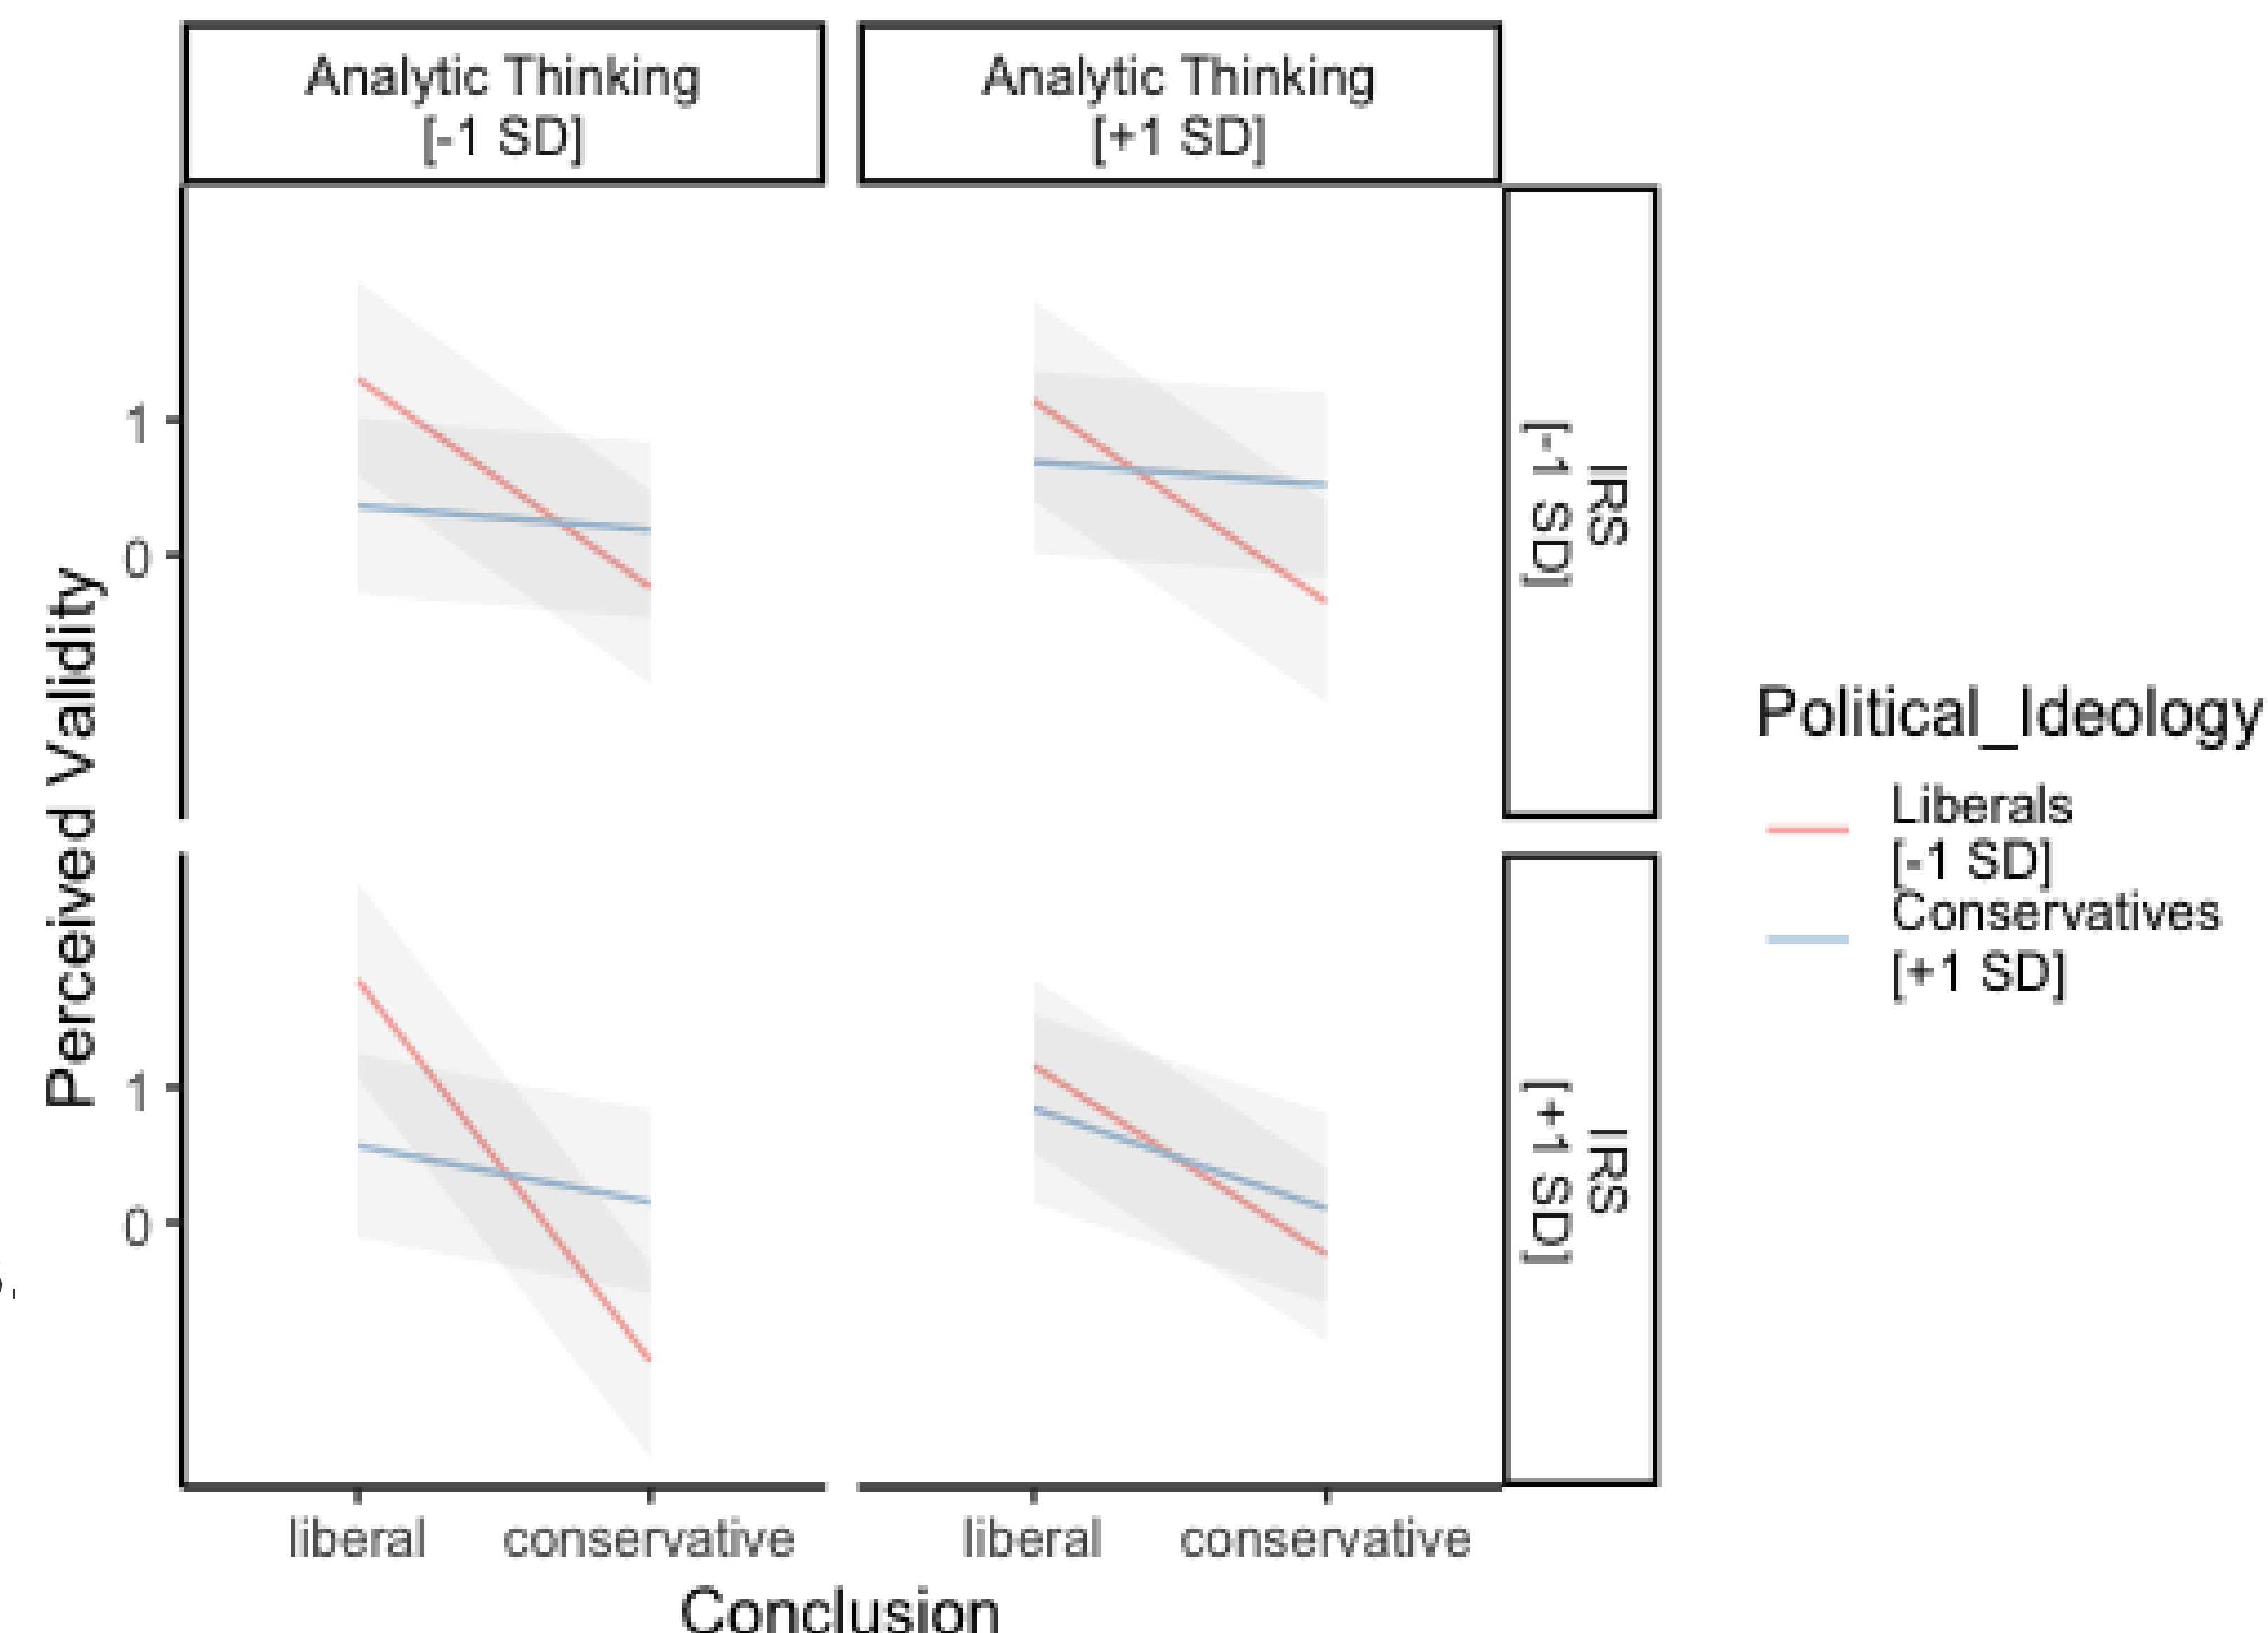 Analytic Thinking
[-1 SD]
Analytic Thinking
[+1 SD]
IRS
[-1 SD]
1
0
Perceived Validity
IRS
[+1 SD]
1
0
liberal
conservative
liberal
conservative
Conclusion
Political_Ideology
Liberals
[-1 SD]
Conservatives
[+1 SD]